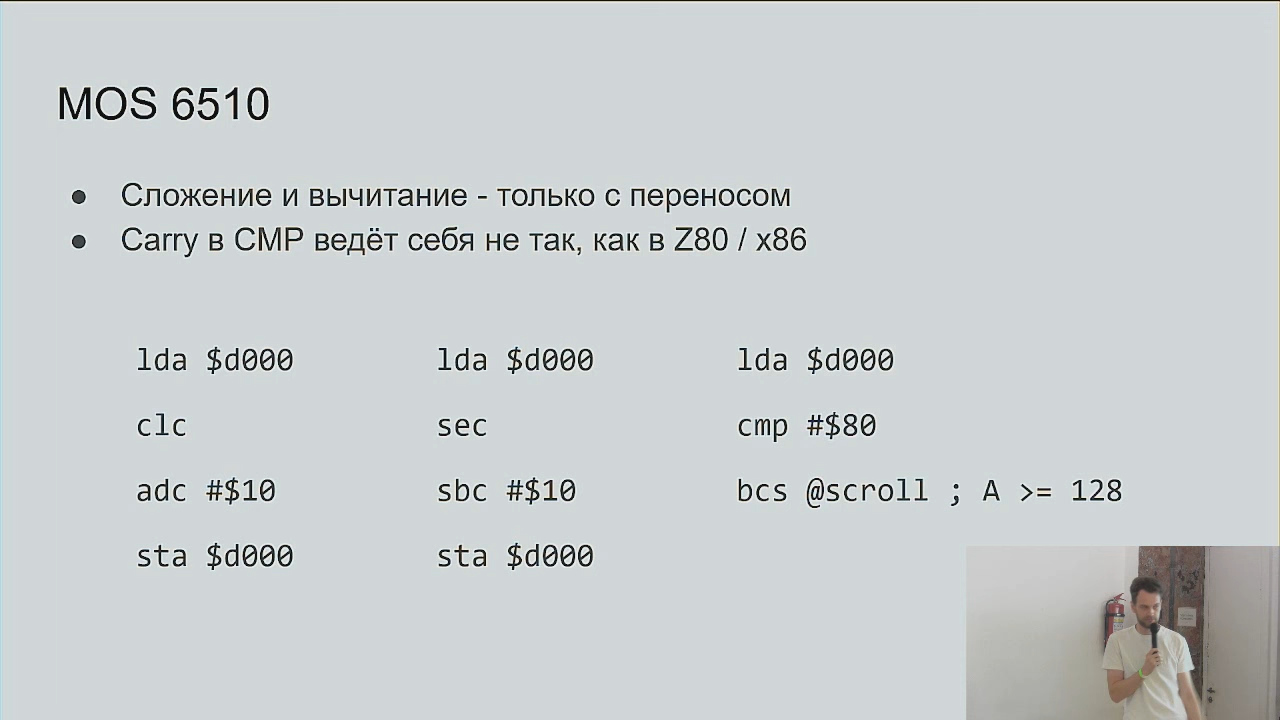 MOS 6510
● Сложение и вычитание - только с переносом
● Carry в CMP ведёт себя не так, как в Z80 / x86
lda $d000
clc
adc #$10
sta $d000
lda $d000
sec
sbc #$10
sta $d000
lda $d000
cmp #$80
bcs @scroll ; A >= 128